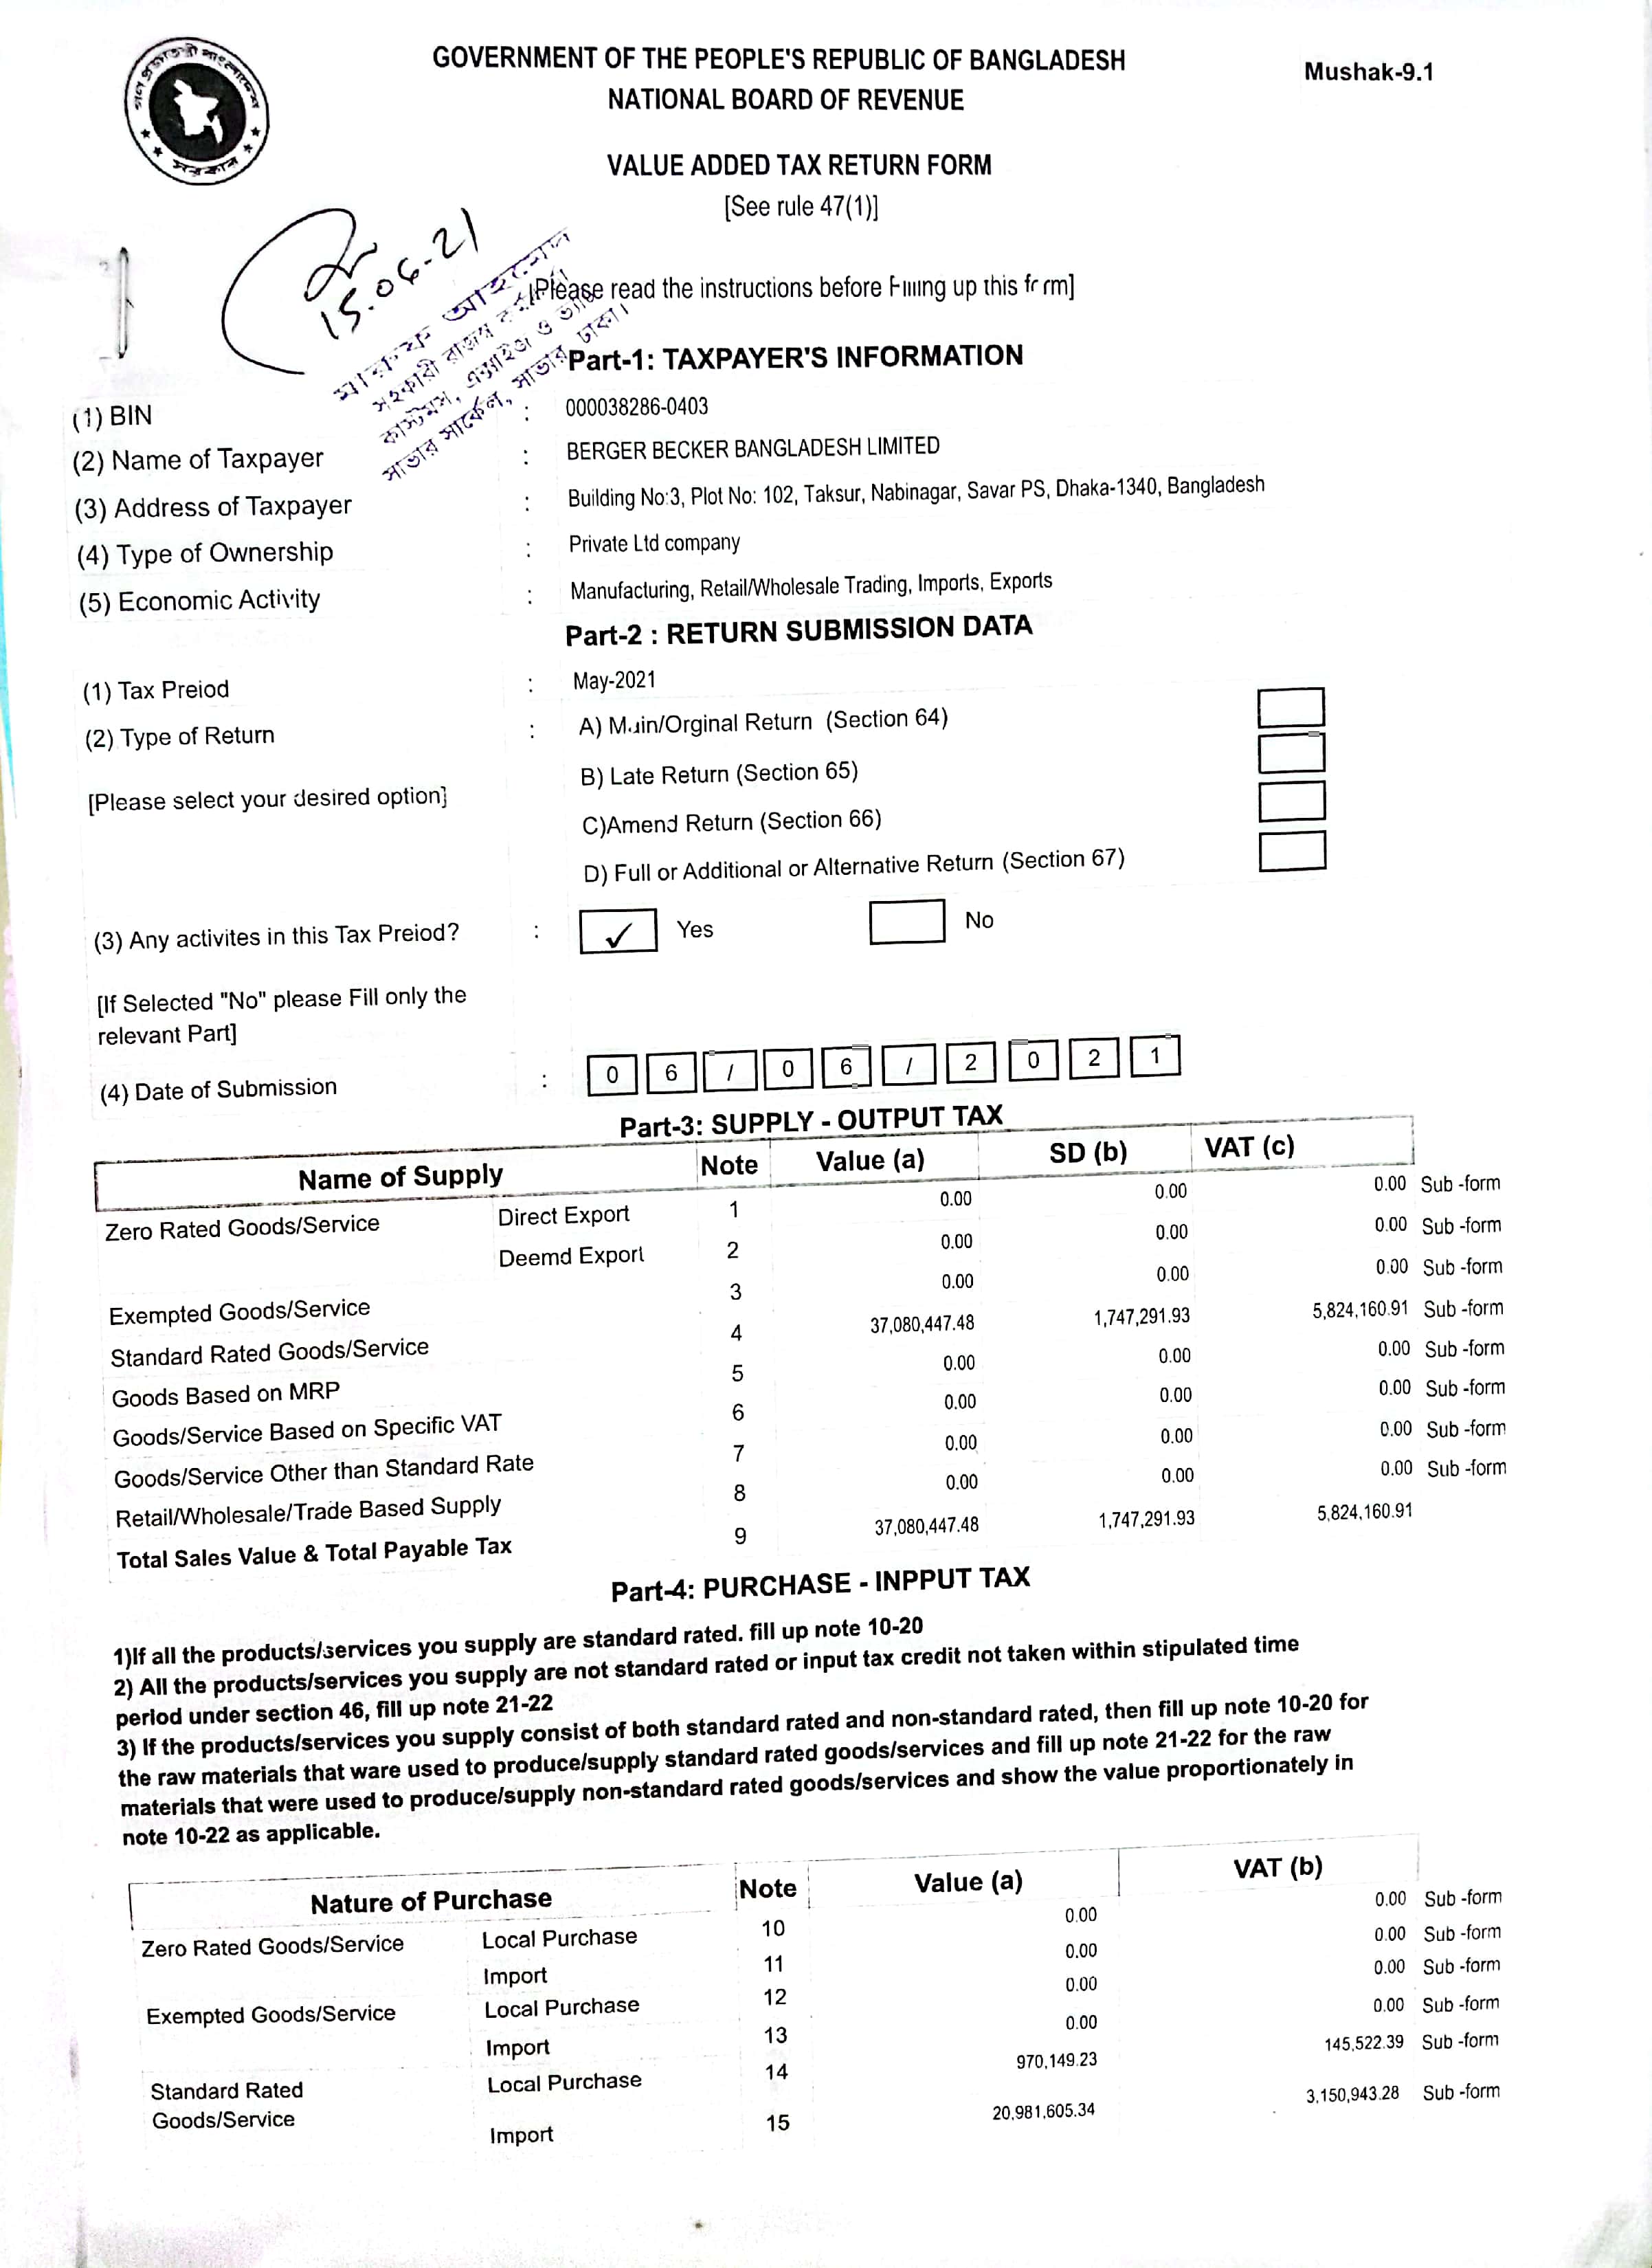 গণপ্রজাতন্ত্রী বাংলাদেশ
সরকার
GOVERNMENT OF THE PEOPLE'S REPUBLIC OF BANGLADESH
Mushak-9.1
NATIONAL BOARD OF REVENUE
VALUE ADDED TAX RETURN FORM
[See rule 47(1)]
15.06-21
সহকারী রাজস্ব
কাস্টমস, এক্সাইজ ও ভ্যাট
সাভার সার্কেল, সাভার, ঢাকা।
[Please read the instructions before Filling up this form]
Part-1: TAXPAYER'S INFORMATION
(1) BIN : 000038286-0403
(2) Name of Taxpayer : BERGER BECKER BANGLADESH LIMITED
(3) Address of Taxpayer : Building No:3, Plot No: 102, Taksur, Nabinagar, Savar PS, Dhaka-1340, Bangladesh
(4) Type of Ownership : Private Ltd company
(5) Economic Activity : Manufacturing, Retail/Wholesale Trading, Imports, Exports
Part-2 : RETURN SUBMISSION DATA
(1) Tax Preiod : May-2021
(2) Type of Return : A) Main/Orginal Return (Section 64)
B) Late Return (Section 65)
[Please select your desired option]
C)Amend Return (Section 66)
D) Full or Additional or Alternative Return (Section 67)
(3) Any activites in this Tax Preiod? : ✓ Yes No
[If Selected "No" please Fill only the
relevant Part]
(4) Date of Submission : 0 6 / 0 6 / 2 0 2 1
Part-3: SUPPLY - OUTPUT TAX
Name of Supply Note Value (a) SD (b) VAT (c)
Zero Rated Goods/Service Direct Export 1 0.00 0.00 0.00 Sub -form
Deemd Export 2 0.00 0.00 0.00 Sub -form
Exempted Goods/Service 3 0.00 0.00 0.00 Sub -form
Standard Rated Goods/Service 4 37,080,447.48 1,747,291.93 5,824,160.91 Sub -form
Goods Based on MRP 5 0.00 0.00 0.00 Sub -form
Goods/Service Based on Specific VAT 6 0.00 0.00 0.00 Sub -form
Goods/Service Other than Standard Rate 7 0.00 0.00 0.00 Sub -form
Retail/Wholesale/Trade Based Supply 8 0.00 0.00 0.00 Sub -form
Total Sales Value & Total Payable Tax 9 37,080,447.48 1,747,291.93 5,824,160.91
Part-4: PURCHASE - INPPUT TAX
1)If all the products/services you supply are standard rated. fill up note 10-20
2) All the products/services you supply are not standard rated or input tax credit not taken within stipulated time
period under section 46, fill up note 21-22
3) If the products/services you supply consist of both standard rated and non-standard rated, then fill up note 10-20 for
the raw materials that ware used to produce/supply standard rated goods/services and fill up note 21-22 for the raw
materials that were used to produce/supply non-standard rated goods/services and show the value proportionately in
note 10-22 as applicable.
Nature of Purchase Note Value (a) VAT (b)
Zero Rated Goods/Service Local Purchase 10 0.00 0.00 Sub -form
Import 11 0.00 0.00 Sub -form
Exempted Goods/Service Local Purchase 12 0.00 0.00 Sub -form
Import 13 0.00 0.00 Sub -form
Standard Rated Local Purchase 14 970,149.23 145,522.39 Sub -form
Goods/Service Import 15 20,981,605.34 3,150,943.28 Sub -form